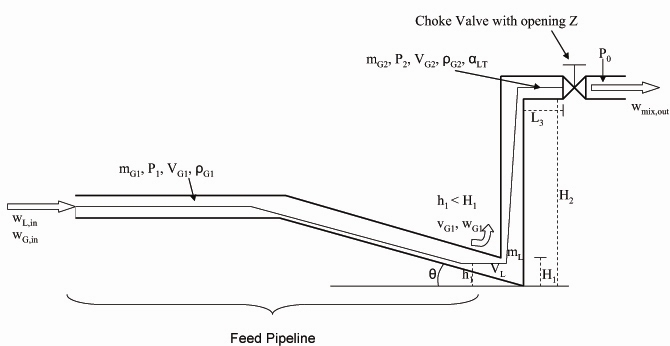 Choke Valve with opening Z
mG2, P2, VG2, ρG2, αLT
P0
wmix,out
L3
mG1, P1, VG1, ρG1
h1 < H1
vG1, wG1
H2
wL,in
wG,in
mL
VL
θ
h1
H1
Feed Pipeline